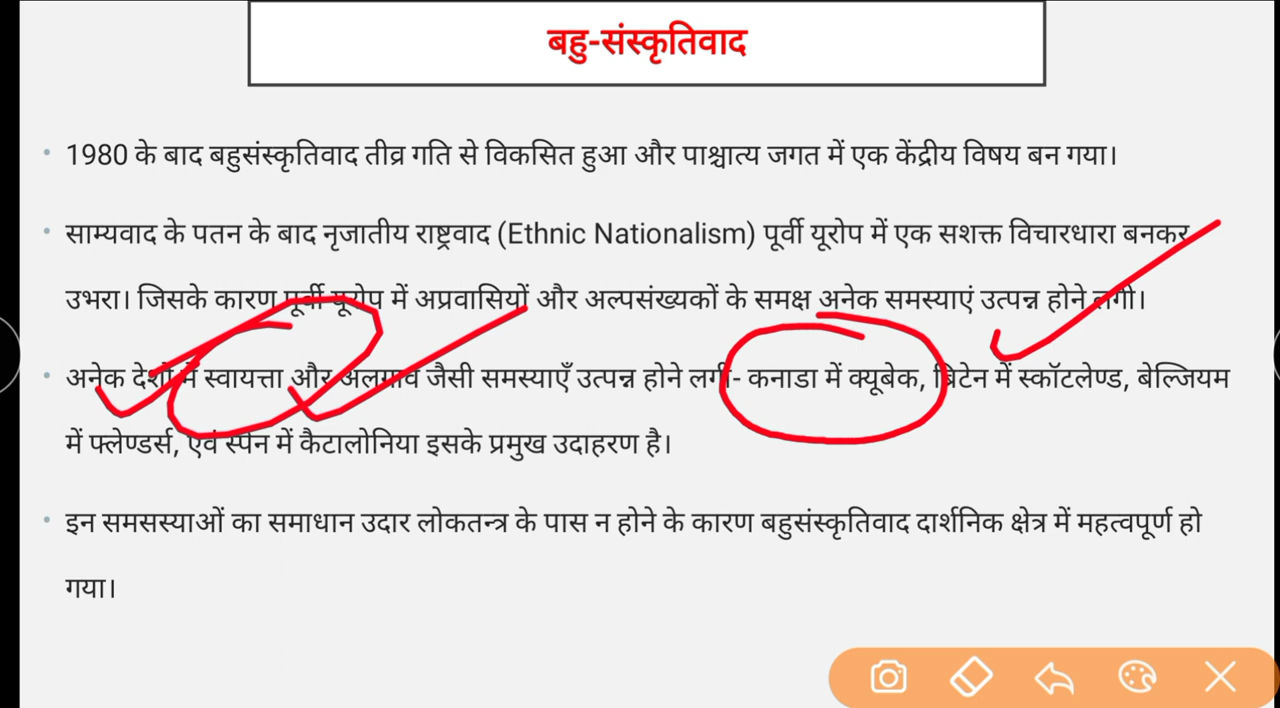 बहु-संस्कृतिवाद
• 1980 के बाद बहुसंस्कृतिवाद तीव्र गति से विकसित हुआ और पाश्चात्य जगत में एक केंद्रीय विषय बन गया।
• साम्यवाद के पतन के बाद नृजातीय राष्ट्रवाद (Ethnic Nationalism) पूर्वी यूरोप में एक सशक्त विचारधारा बनकर
उभरा। जिसके कारण पूर्वी यूरोप में अप्रवासियों और अल्पसंख्यकों के समक्ष अनेक समस्याएं उत्पन्न होने लगी।
• अनेक देशों में स्वायत्ता और अलगाव जैसी समस्याएँ उत्पन्न होने लगी- कनाडा में क्यूबेक, ब्रिटेन में स्कॉटलेण्ड, बेल्जियम
में फ्लेण्डर्स, एवं स्पेन में कैटालोनिया इसके प्रमुख उदाहरण है।
• इन समसस्याओं का समाधान उदार लोकतन्त्र के पास न होने के कारण बहुसंस्कृतिवाद दार्शनिक क्षेत्र में महत्वपूर्ण हो
गया।